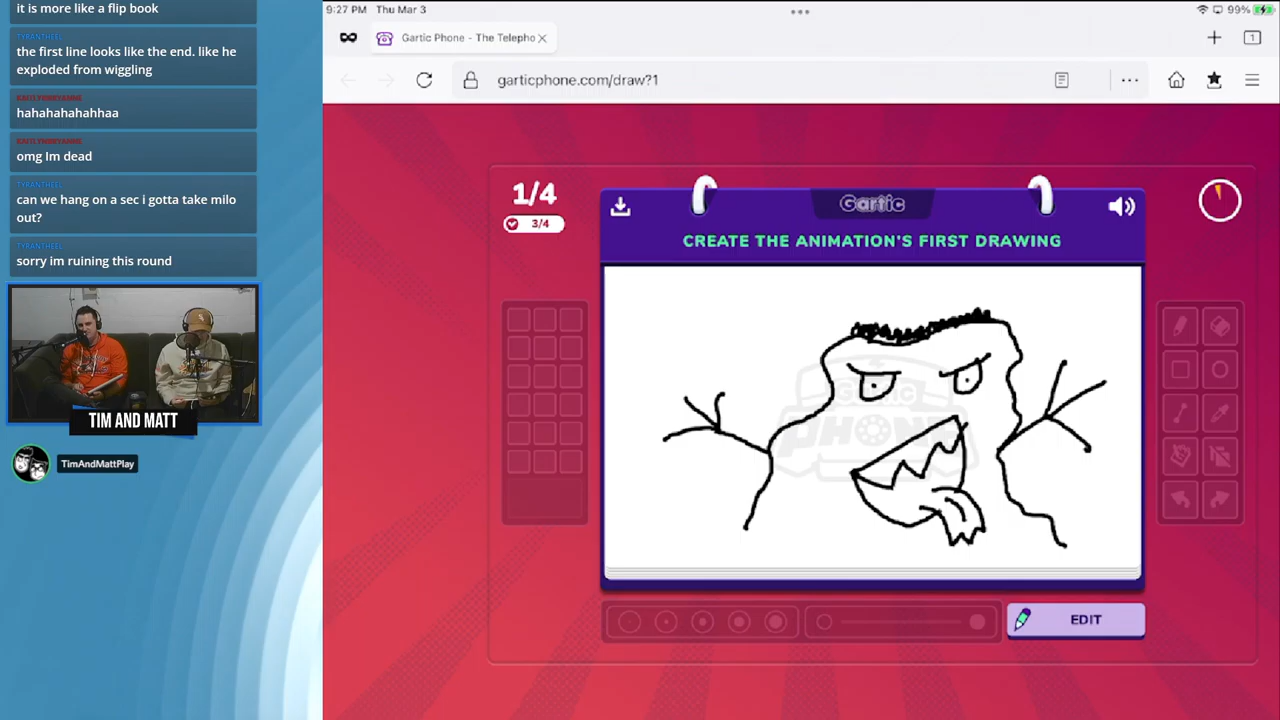 it is more like a flip book
TYRANTHEEL
the first line looks like the end. like he
exploded from wiggling
hahahahahahhaa
omg Im dead
TYRANTHEEL
can we hang on a sec i gotta take milo
out?
TYRANTHEEL
sorry im ruining this round
TIM AND MATT
TimAndMattPlay
9:27 PM Thu Mar 3
99%
Gartic Phone - The Telepho
1
garticphone.com/draw?1
1/4
3/4
Gartic
CREATE THE ANIMATION'S FIRST DRAWING
Gartic
PHONE
EDIT